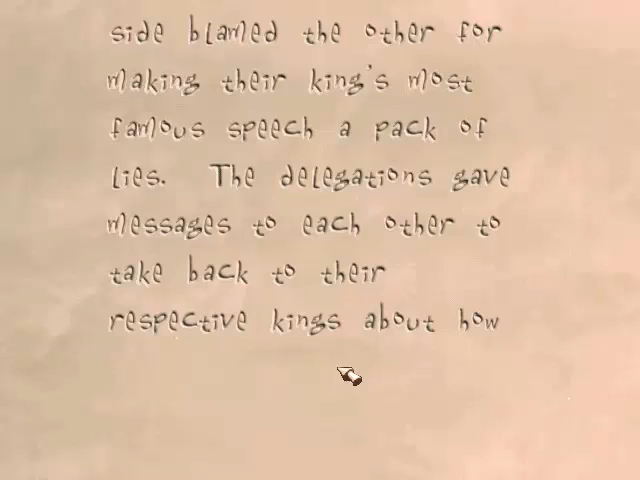 side blamed the other for
making their king's most
famous speech a pack of
lies. The delegations gave
messages to each other to
take back to their
respective kings about how